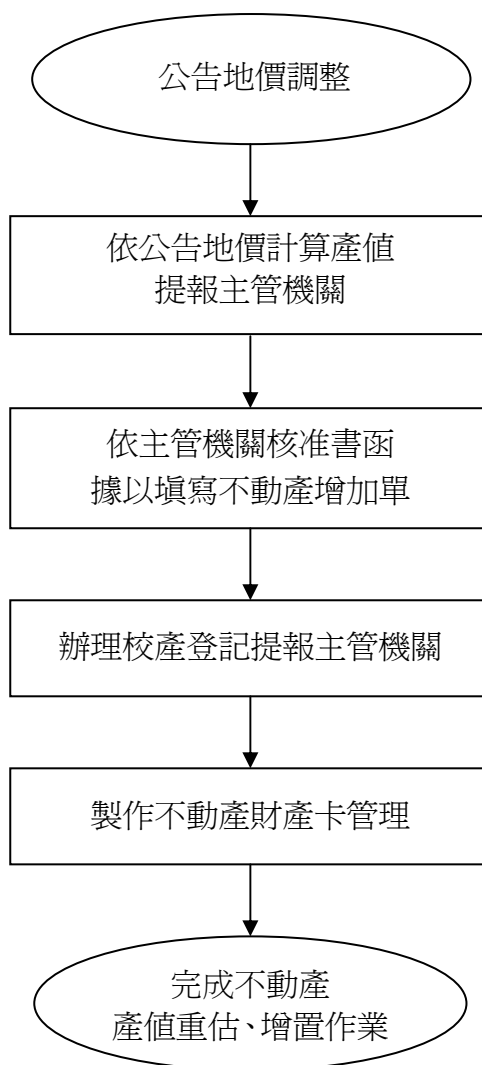 公告地價調整
依公告地價計算產值
提報主管機關
依主管機關核准書函
據以填寫不動產增加單
辦理校產登記提報主管機關
製作不動產財產卡管理
完成不動產
產值重估、增置作業